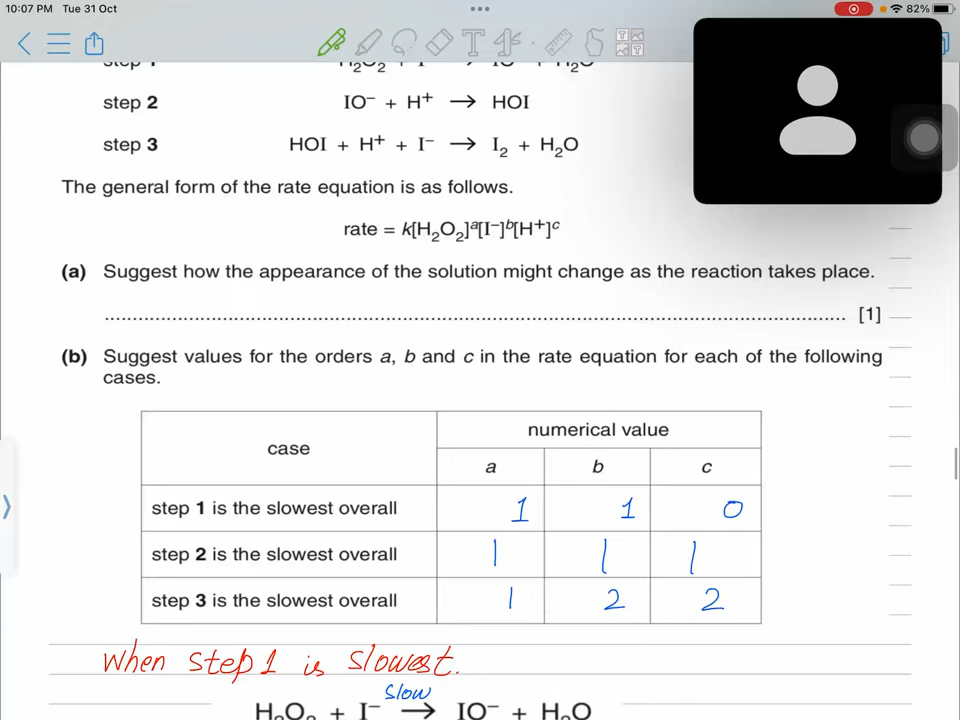 10:07 PM Tue 31 Oct
82%
step 1 H₂O₂ + I⁻ → IO⁻ + H₂O
step 2 IO⁻ + H⁺ → HOI
step 3 HOI + H⁺ + I⁻ → I₂ + H₂O
The general form of the rate equation is as follows.
rate = k[H₂O₂]ᵃ[I⁻]ᵇ[H⁺]ᶜ
(a) Suggest how the appearance of the solution might change as the reaction takes place.
.......................................................................................................................................... [1]
(b) Suggest values for the orders a, b and c in the rate equation for each of the following
cases.
case
numerical value
a b c
step 1 is the slowest overall 1 1 0
step 2 is the slowest overall 1 1 1
step 3 is the slowest overall 1 2 2
When step 1 is slowest.
slow
H₂O₂ + I⁻ → IO⁻ + H₂O